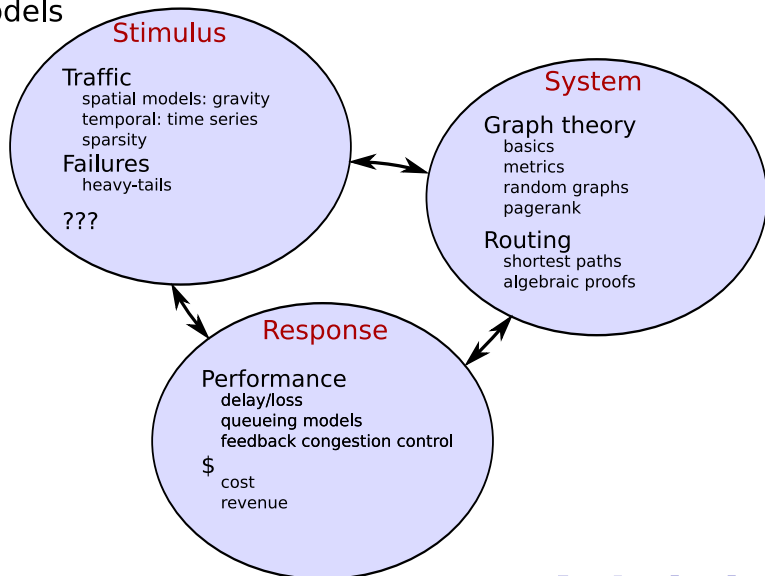 Stimulus
Traffic
spatial models: gravity
temporal: time series
sparsity
Failures
heavy-tails
???
System
Graph theory
basics
metrics
random graphs
pagerank
Routing
shortest paths
algebraic proofs
Response
Performance
delay/loss
queueing models
feedback congestion control
$
cost
revenue